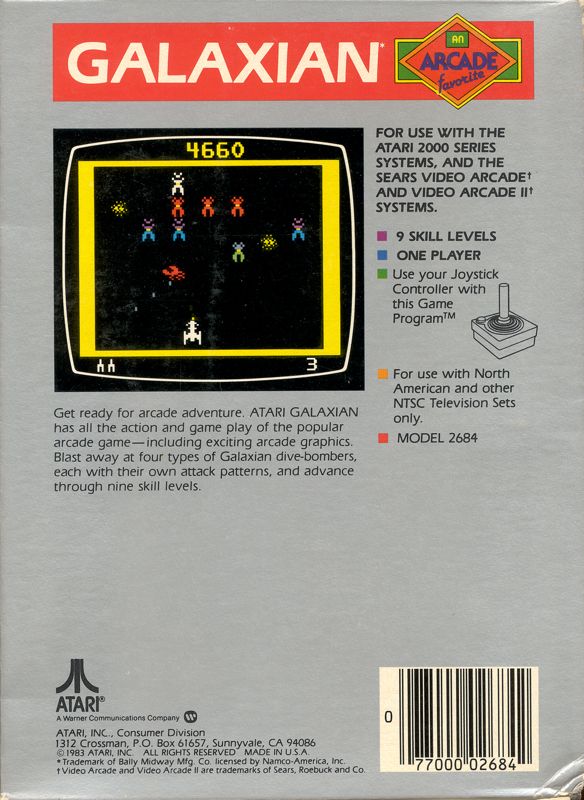 GALAXIAN*
AN
ARCADE
favorite
4660
3
FOR USE WITH THE
ATARI 2000 SERIES
SYSTEMS, AND THE
SEARS VIDEO ARCADE†
AND VIDEO ARCADE II†
SYSTEMS.
9 SKILL LEVELS
ONE PLAYER
Use your Joystick
Controller with
this Game
Program™
For use with North
American and other
NTSC Television Sets
only.
MODEL 2684
Get ready for arcade adventure. ATARI GALAXIAN
has all the action and game play of the popular
arcade game—including exciting arcade graphics.
Blast away at four types of Galaxian dive-bombers,
each with their own attack patterns, and advance
through nine skill levels.
ATARI®
A Warner Communications Company
ATARI, INC., Consumer Division
1312 Crossman, P.O. Box 61657, Sunnyvale, CA 94086
© 1983 ATARI, INC. ALL RIGHTS RESERVED MADE IN U.S.A.
*Trademark of Bally Midway Mfg. Co. licensed by Namco-America, Inc.
†Video Arcade and Video Arcade II are trademarks of Sears, Roebuck and Co.
0 77000 02684